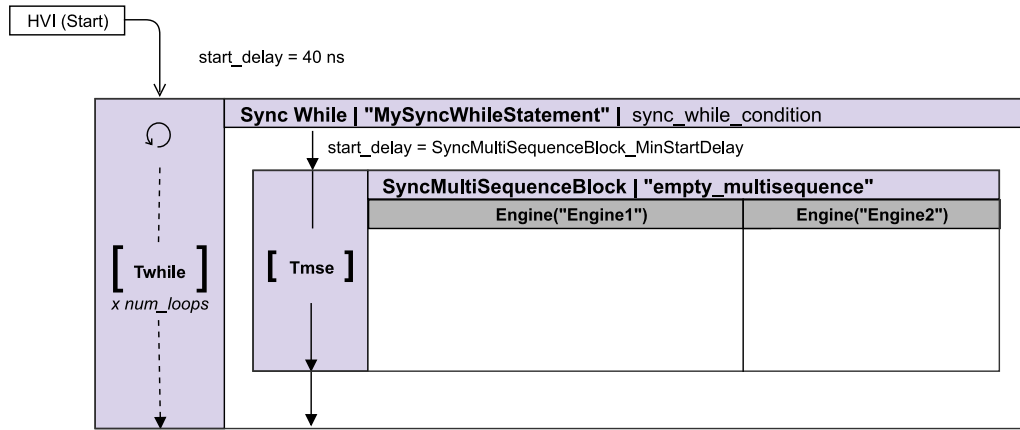 HVI (Start)
start_delay = 40 ns
Sync While | "MySyncWhileStatement" | sync_while_condition
start_delay = SyncMultiSequenceBlock_MinStartDelay
SyncMultiSequenceBlock | "empty_multisequence"
Engine("Engine1") Engine("Engine2")
[ Twhile ]
x num_loops
[ Tmse ]